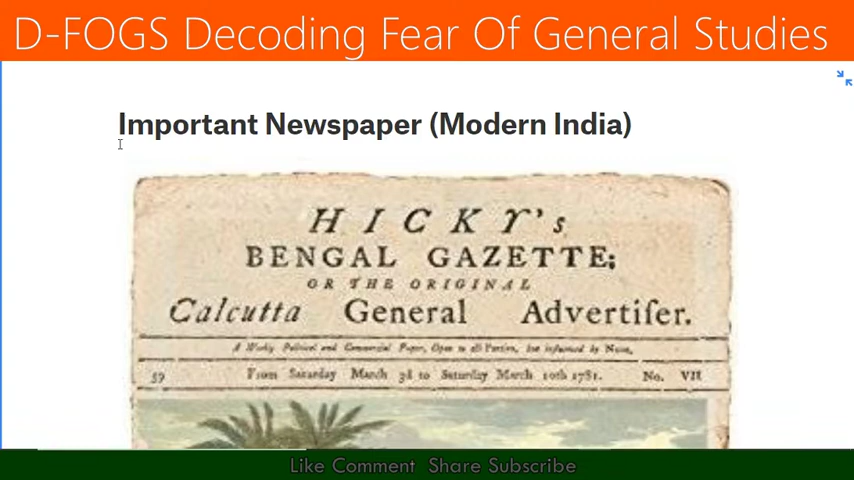 D-FOGS Decoding Fear Of General Studies
Important Newspaper (Modern India)
HICKY's
BENGAL GAZETTE;
OR THE ORIGINAL
Calcutta General Advertiſer.
A Weekly Political and Commercial Paper, Open to all Parties, but influenced by None,
59 From Saturday March 3d to Saturday March 10th 1781. No. VII
Like Comment Share Subscribe